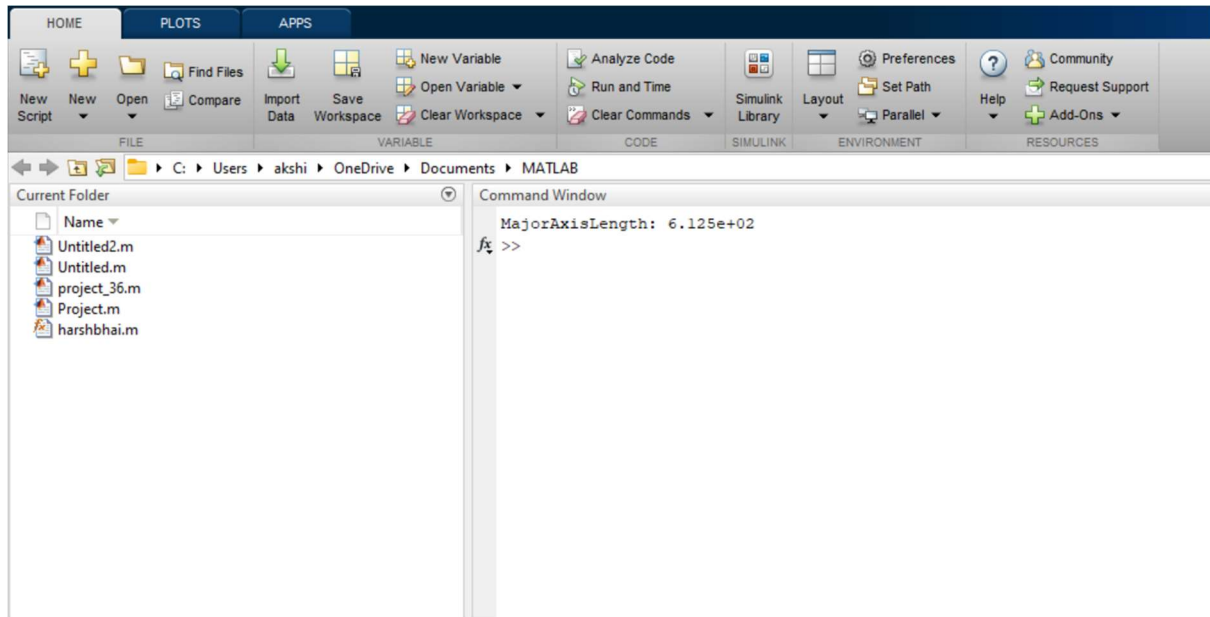 HOME PLOTS APPS
New Script
New
Open
Find Files
Compare
Import Data
Save Workspace
New Variable
Open Variable
Clear Workspace
Analyze Code
Run and Time
Clear Commands
Simulink Library
Layout
Preferences
Set Path
Parallel
Help
Community
Request Support
Add-Ons
FILE VARIABLE CODE SIMULINK ENVIRONMENT RESOURCES
C: Users akshi OneDrive Documents MATLAB
Current Folder
Name
Untitled2.m
Untitled.m
project_36.m
Project.m
harshbhai.m
Command Window
MajorAxisLength: 6.125e+02
fx >>